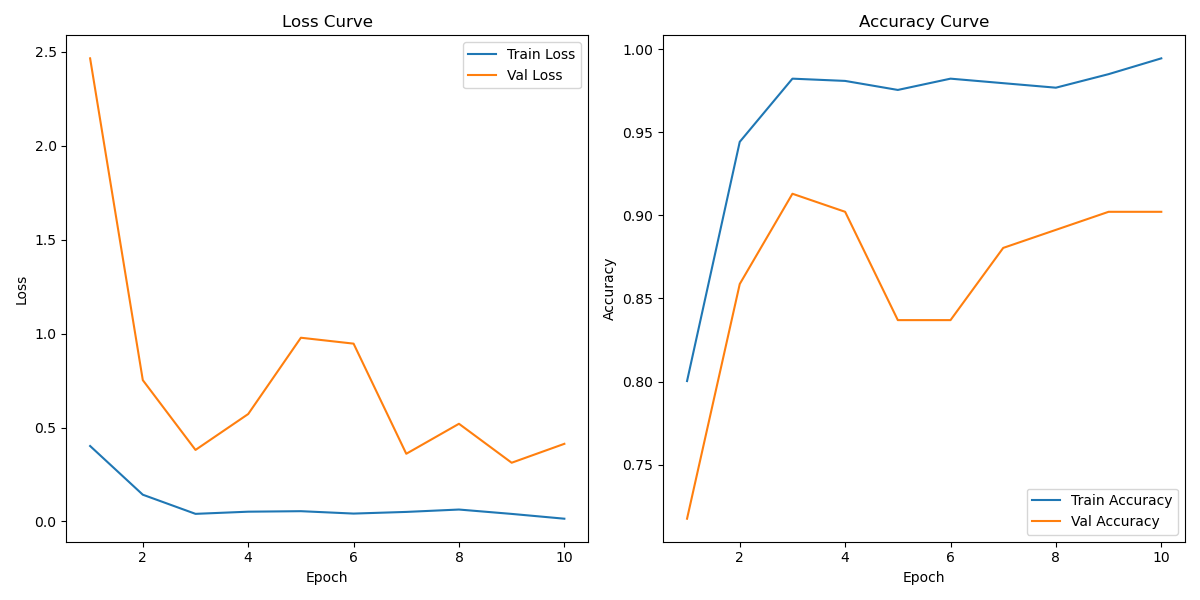 Loss Curve
Train Loss
Val Loss
2.5
2.0
1.5
1.0
0.5
0.0
Loss
2 4 6 8 10
Epoch
Accuracy Curve
1.00
0.95
0.90
0.85
0.80
0.75
Accuracy
Train Accuracy
Val Accuracy
2 4 6 8 10
Epoch